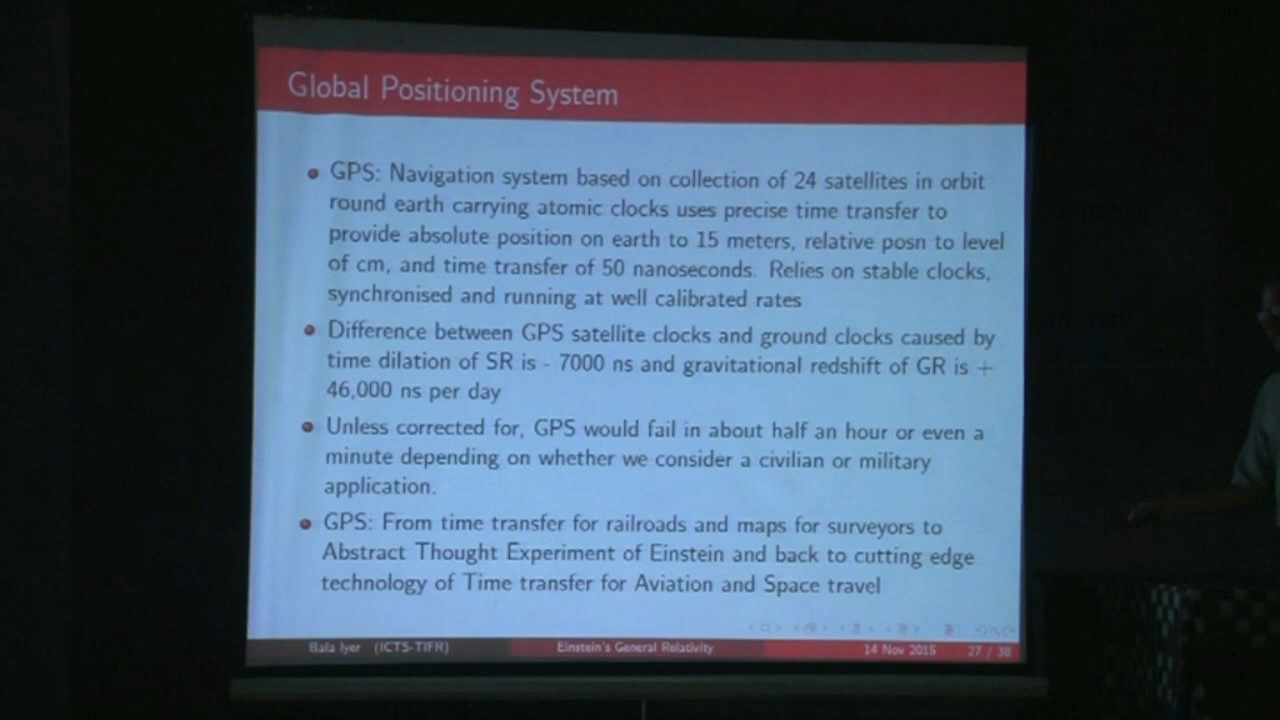 Global Positioning System
GPS: Navigation system based on collection of 24 satellites in orbit
round earth carrying atomic clocks uses precise time transfer to
provide absolute position on earth to 15 meters, relative posn to level
of cm, and time transfer of 50 nanoseconds. Relies on stable clocks,
synchronised and running at well calibrated rates
Difference between GPS satellite clocks and ground clocks caused by
time dilation of SR is - 7000 ns and gravitational redshift of GR is +
46,000 ns per day
Unless corrected for, GPS would fail in about half an hour or even a
minute depending on whether we consider a civilian or military
application.
GPS: From time transfer for railroads and maps for surveyors to
Abstract Thought Experiment of Einstein and back to cutting edge
technology of Time transfer for Aviation and Space travel
Bala Iyer (ICTS-TIFR) Einstein's General Relativity 14 Nov 2015 27 / 38